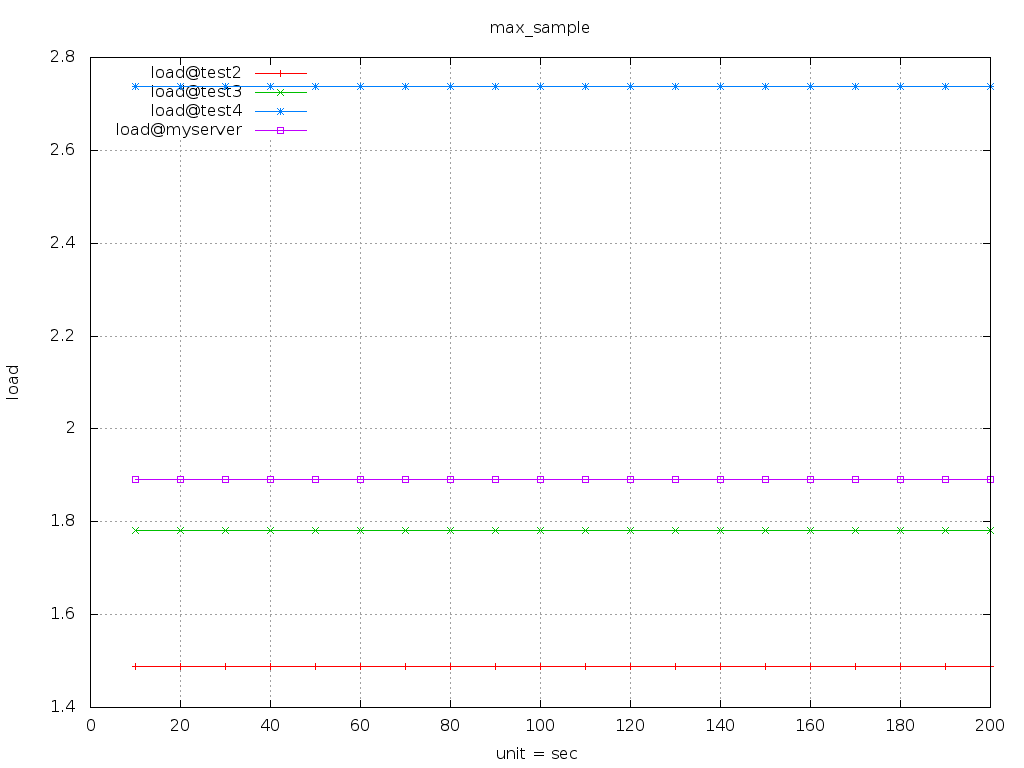 max_sample
2.8
load@test2
load@test3
load@test4
load@myserver
2.6
2.4
2.2
load
2
1.8
1.6
1.4
0 20 40 60 80 100 120 140 160 180 200
unit = sec